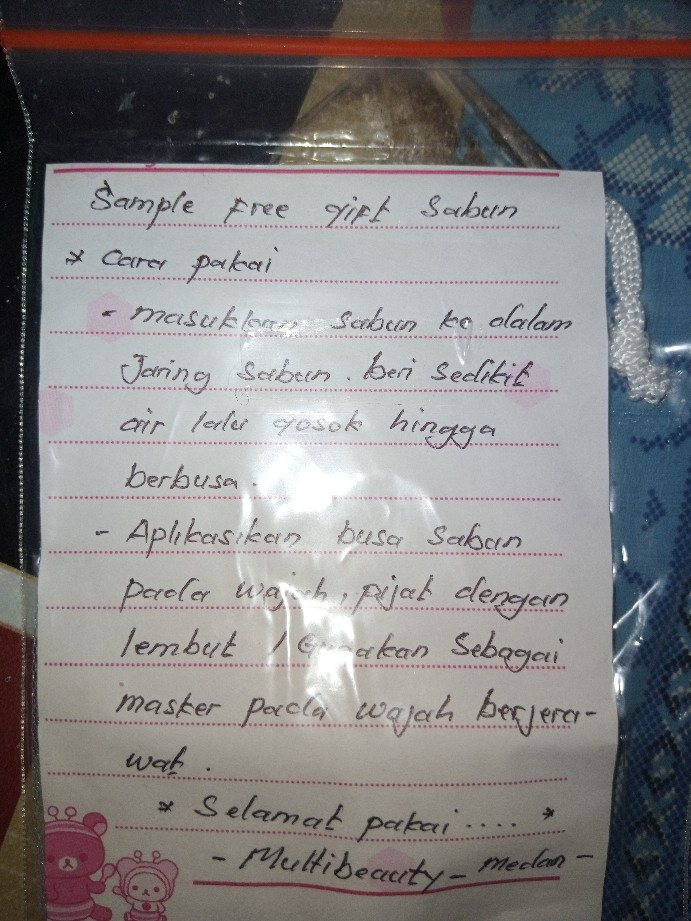 Sample Free gift Sabun
* Cara pakai
- masukkan sabun ke dalam
Jaring sabun. beri sedikit
air lalu gosok hingga
berbusa.
- Aplikasikan busa sabun
pada wajah, pijat dengan
lembut / Gunakan Sebagai
masker pada wajah berjera-
wat.
* Selamat pakai .... *
- Multibeauty - medan -